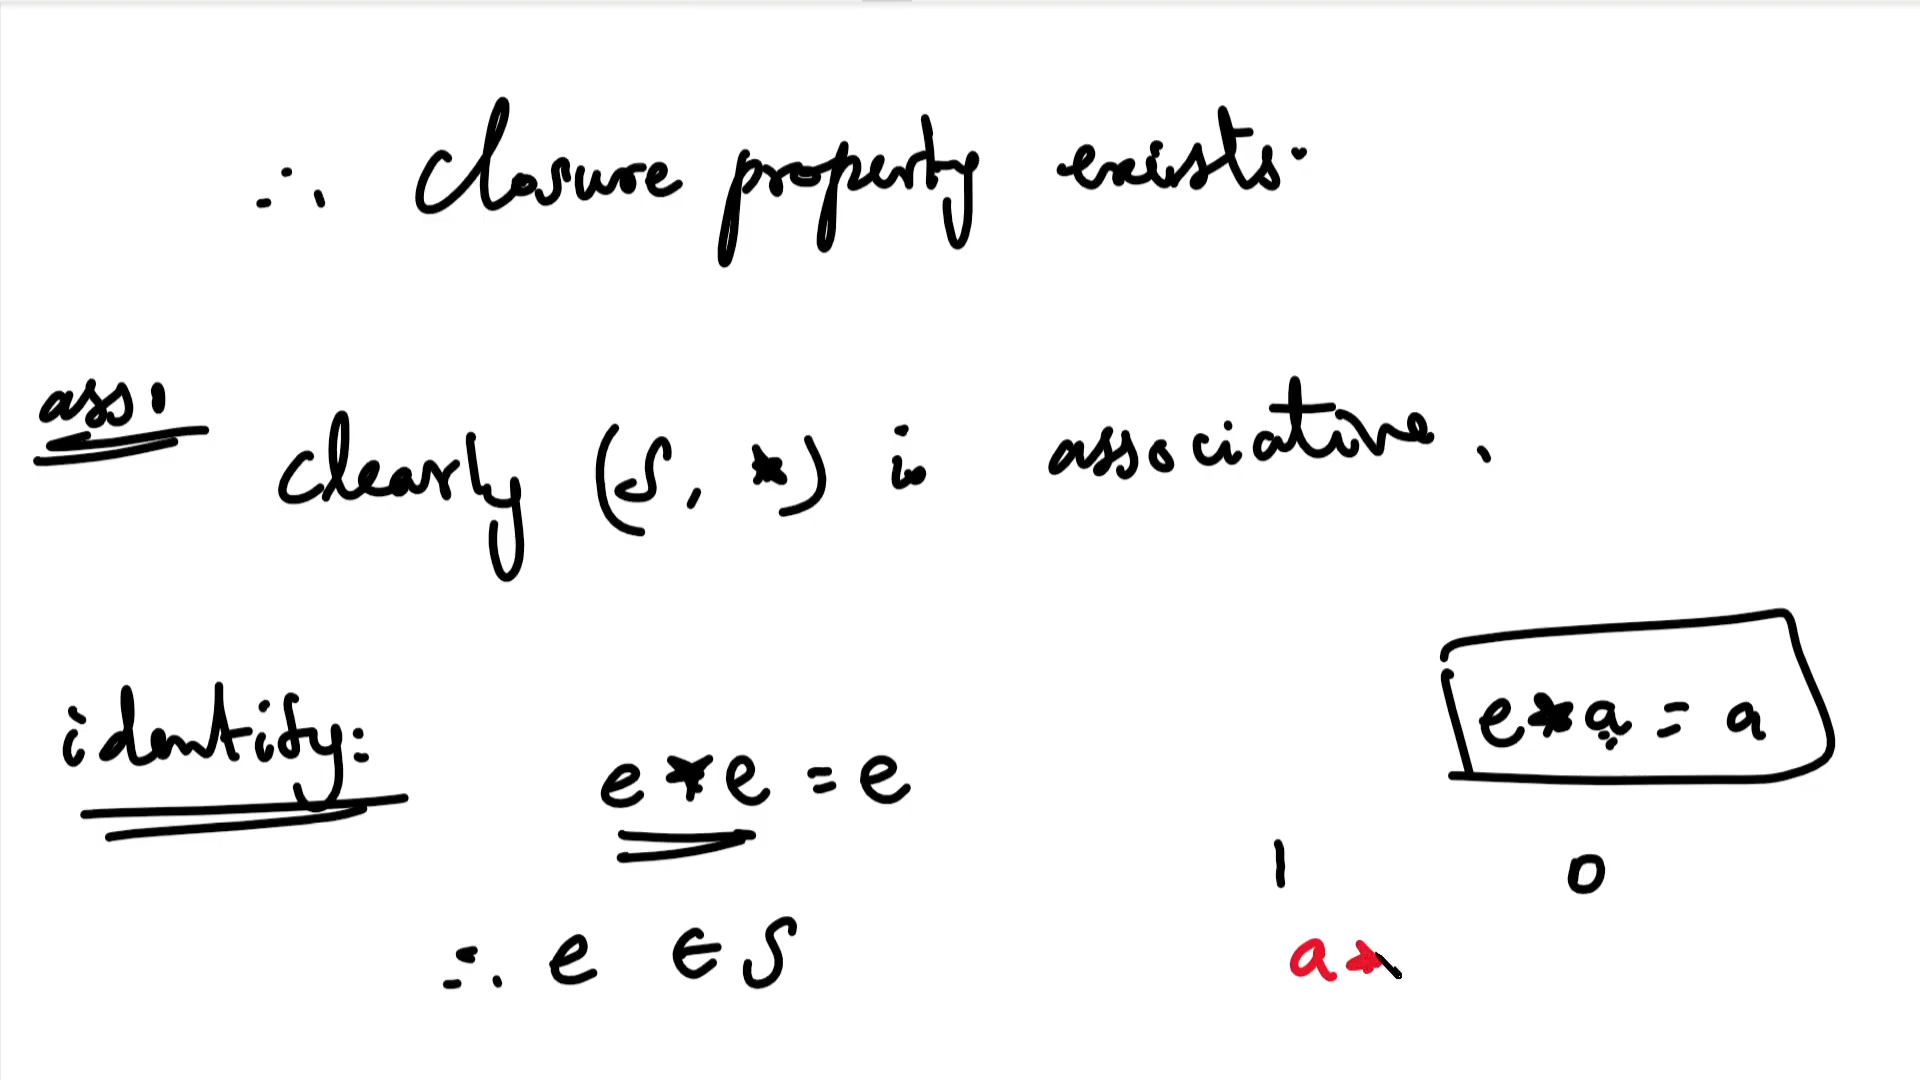 ∴ Closure property exists.
ass:
clearly (S, *) is associative.
identity:
e * e = e
e * a = a
1 0
∴ e ∈ S
a *